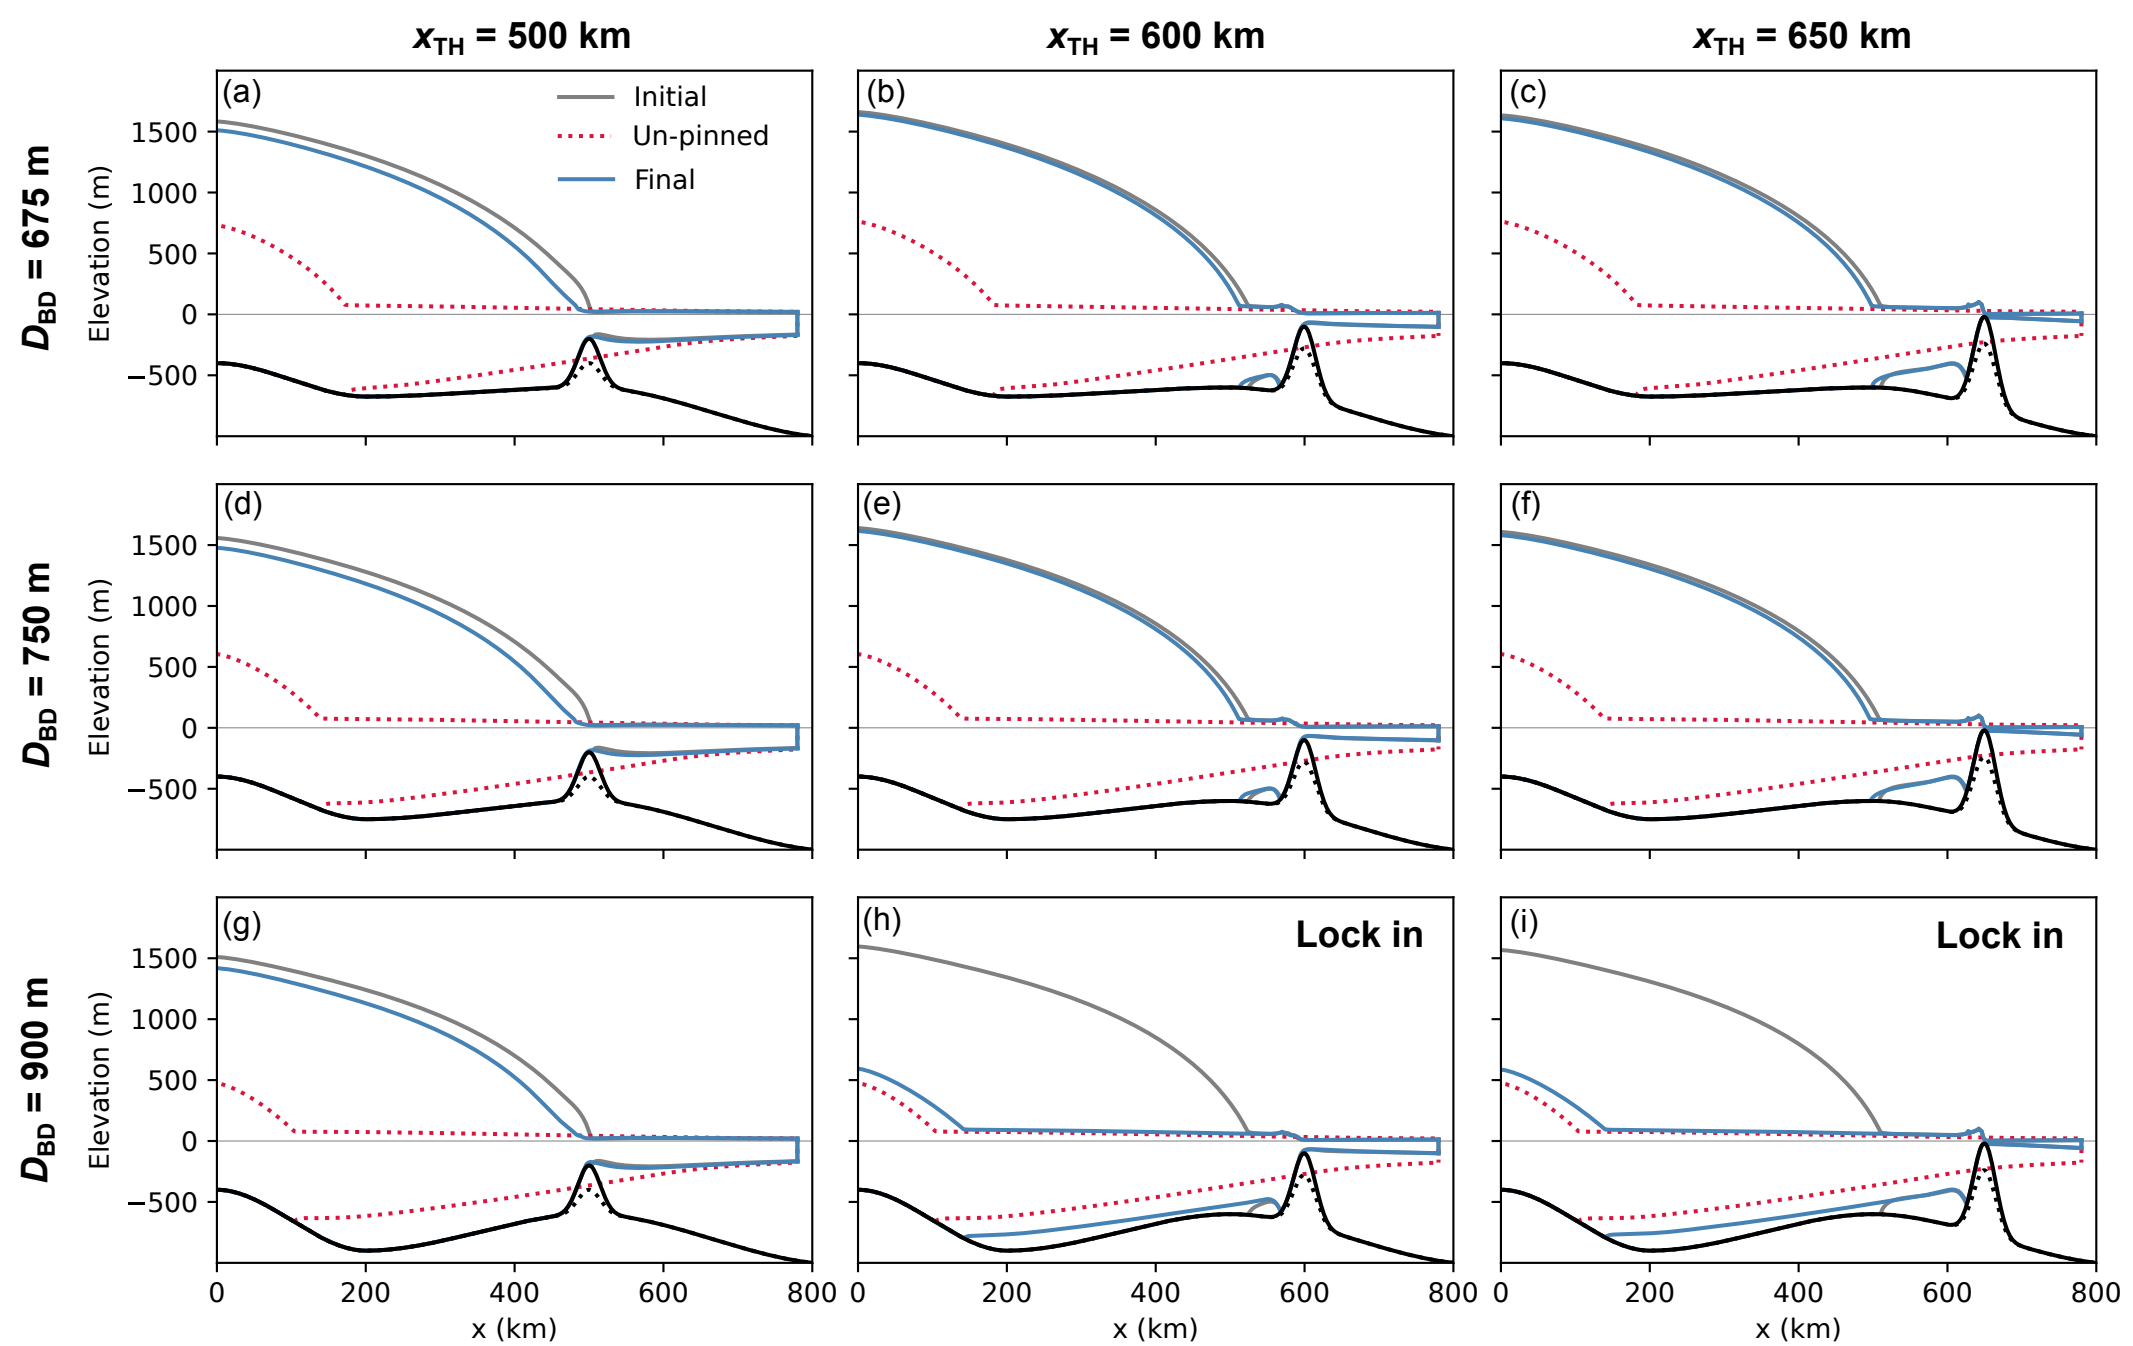 x_TH = 500 km
x_TH = 600 km
x_TH = 650 km
D_BD = 675 m
Elevation (m)
1500
1000
500
0
−500
(a)
Initial
Un-pinned
Final
(b)
(c)
D_BD = 750 m
Elevation (m)
1500
1000
500
0
−500
(d)
(e)
(f)
D_BD = 900 m
Elevation (m)
1500
1000
500
0
−500
(g)
(h)
Lock in
(i)
Lock in
0 200 400 600 800
0 200 400 600 800
0 200 400 600 800
x (km)
x (km)
x (km)